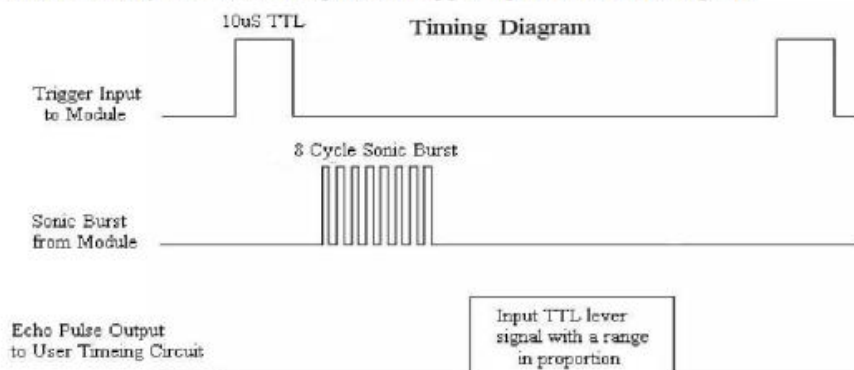 10uS TTL
Timing Diagram
Trigger Input
to Module
8 Cycle Sonic Burst
Sonic Burst
from Module
Echo Pulse Output
to User Timeing Circuit
Input TTL lever
signal with a range
in proportion